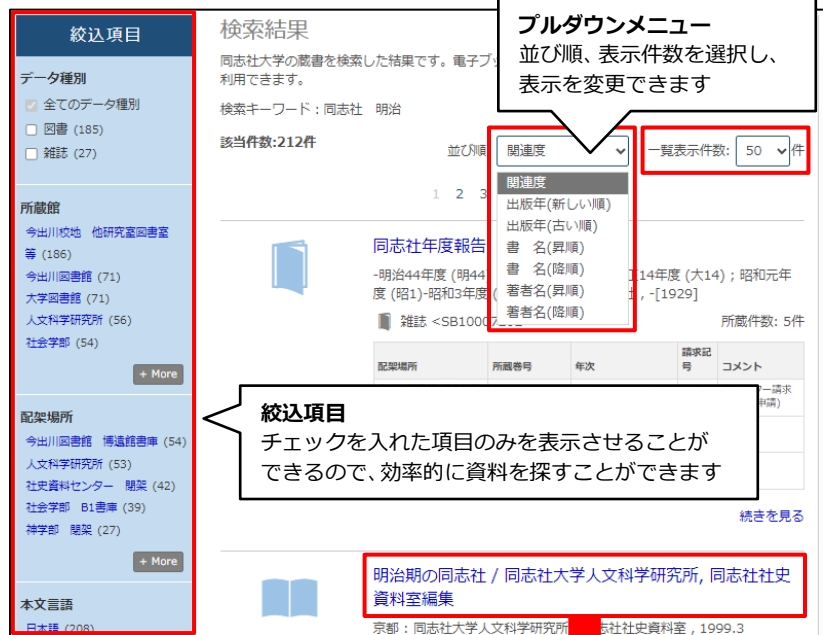 絞込項目
データ種別
全てのデータ種別
図書 (185)
雑誌 (27)
所蔵館
今出川校地 他研究室図書室
等 (186)
今出川図書館 (71)
大学図書館 (71)
人文科学研究所 (56)
社会学部 (54)
+ More
配架場所
今出川図書館 博遠館書庫 (54)
人文科学研究所 (53)
社史資料センター 閉架 (42)
社会学部 B1書庫 (39)
神学部 閉架 (27)
+ More
本文言語
日本語 (208)
検索結果
同志社大学の蔵書を検索した結果です。電子ブッ
利用できます。
検索キーワード：同志社 明治
該当件数:212件
プルダウンメニュー
並び順、表示件数を選択し、
表示を変更できます
並び順
関連度
一覧表示件数: 50 件
1 2 3
関連度
出版年(新しい順)
出版年(古い順)
書 名(昇順)
書 名(降順)
著者名(昇順)
著者名(降順)
同志社年度報告
-明治44年度 (明44) 14年度 (大14) ; 昭和元年
度 (昭1)-昭和3年度 , -[1929]
雑誌 <SB1000
所蔵件数: 5件
配架場所 所蔵巻号 年次 請求記号 コメント
絞込項目
チェックを入れた項目のみを表示させることが
できるので、効率的に資料を探すことができます
続きを見る
明治期の同志社 / 同志社大学人文科学研究所, 同志社社史
資料室編集
京都 : 同志社大学人文科学研究所 志社社史資料室 , 1999.3